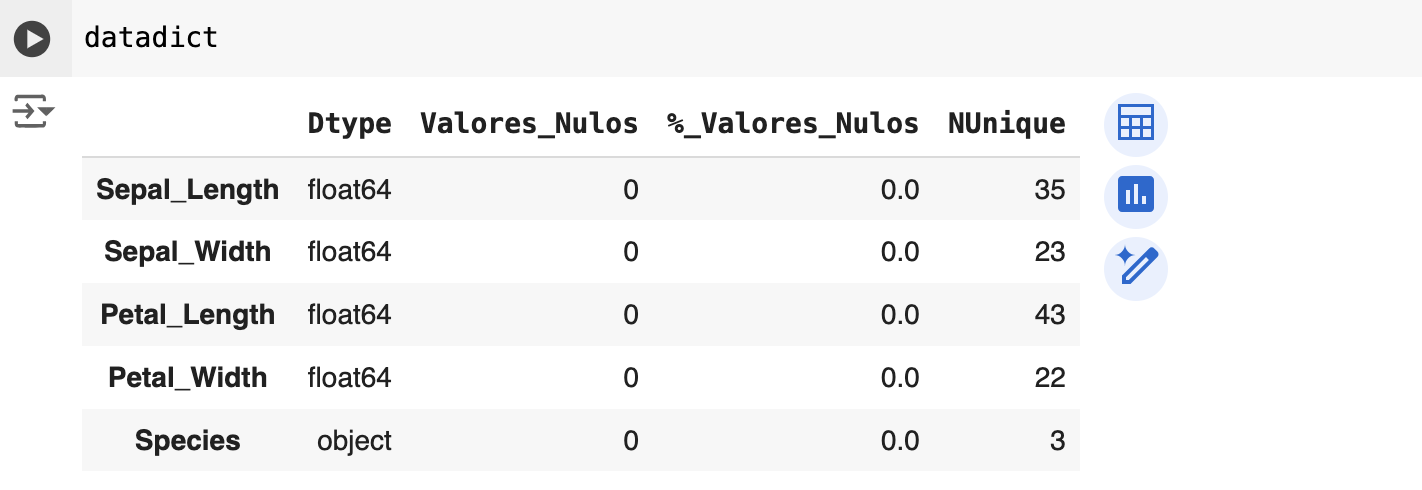 datadict
Dtype Valores_Nulos %_Valores_Nulos NUnique
Sepal_Length float64 0 0.0 35
Sepal_Width float64 0 0.0 23
Petal_Length float64 0 0.0 43
Petal_Width float64 0 0.0 22
Species object 0 0.0 3